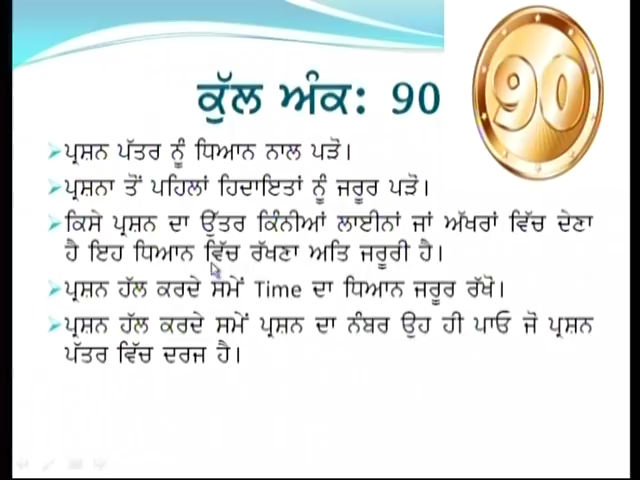 ਕੁੱਲ ਅੰਕ: 90
90
ਪ੍ਰਸ਼ਨ ਪੱਤਰ ਨੂੰ ਧਿਆਨ ਨਾਲ ਪੜੋ।
ਪ੍ਰਸ਼ਨਾ ਤੋਂ ਪਹਿਲਾਂ ਹਿਦਾਇਤਾਂ ਨੂੰ ਜਰੂਰ ਪੜੋ।
ਕਿਸੇ ਪ੍ਰਸ਼ਨ ਦਾ ਉੱਤਰ ਕਿੰਨੀਆਂ ਲਾਈਨਾਂ ਜਾਂ ਅੱਖਰਾਂ ਵਿੱਚ ਦੇਣਾ
ਹੈ ਇਹ ਧਿਆਨ ਵਿੱਚ ਰੱਖਣਾ ਅਤਿ ਜਰੂਰੀ ਹੈ।
ਪ੍ਰਸ਼ਨ ਹੱਲ ਕਰਦੇ ਸਮੇਂ Time ਦਾ ਧਿਆਨ ਜਰੂਰ ਰੱਖੋ।
ਪ੍ਰਸ਼ਨ ਹੱਲ ਕਰਦੇ ਸਮੇਂ ਪ੍ਰਸ਼ਨ ਦਾ ਨੰਬਰ ਉਹ ਹੀ ਪਾਓ ਜੋ ਪ੍ਰਸ਼ਨ
ਪੱਤਰ ਵਿੱਚ ਦਰਜ ਹੈ।